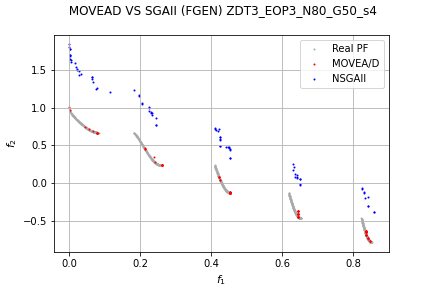 MOVEAD VS SGAII (FGEN) ZDT3_EOP3_N80_G50_s4
Real PF
MOVEA/D
NSGAII
1.5
1.0
0.5
0.0
−0.5
f2
0.0 0.2 0.4 0.6 0.8
f1